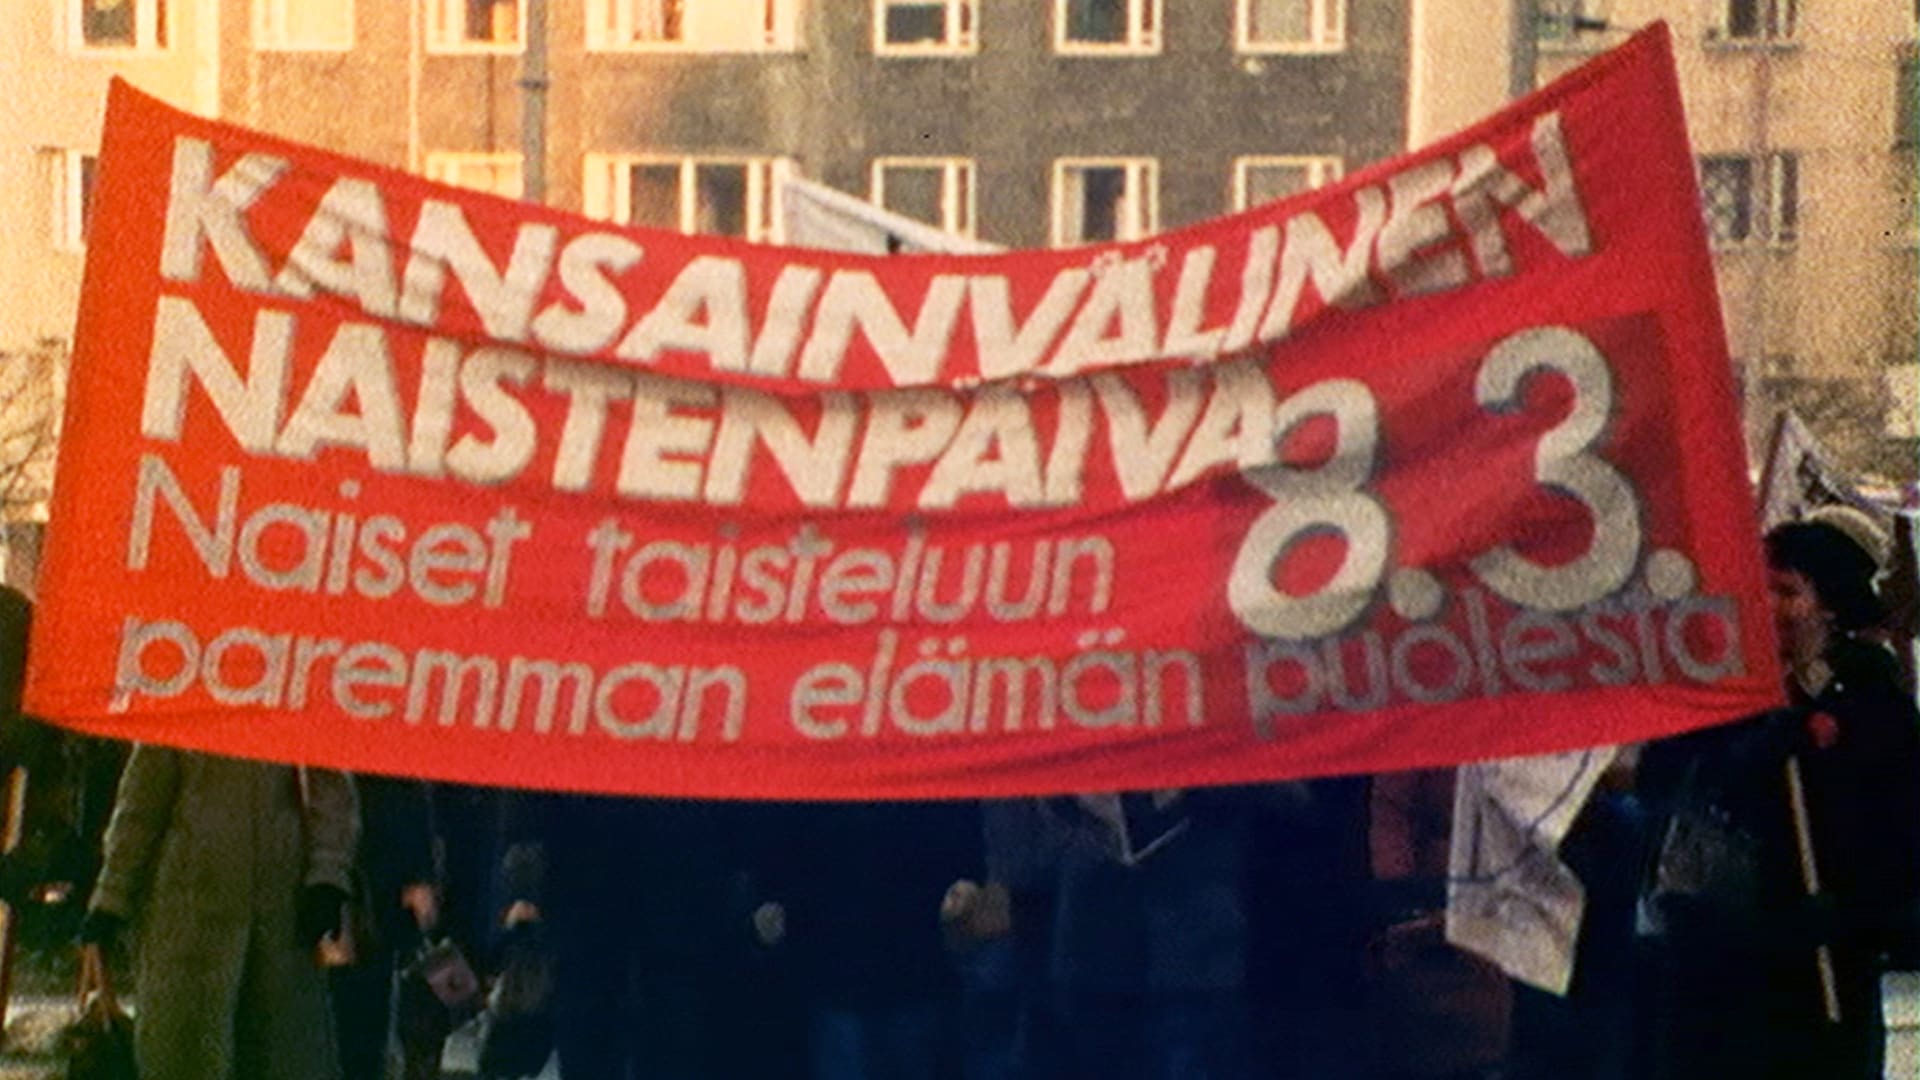 KANSAINVÄLINEN
NAISTENPÄIVÄ 8.3.
Naiset taisteluun
paremman elämän puolesta